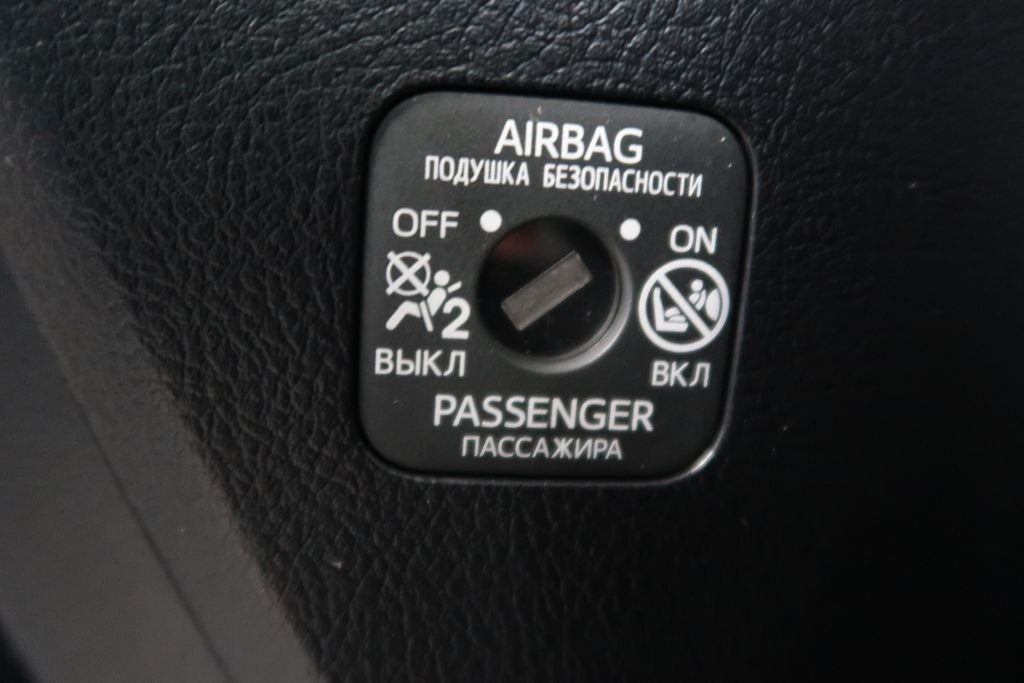 AIRBAG
ПОДУШКА БЕЗОПАСНОСТИ
OFF
ON
2
ВЫКЛ
ВКЛ
PASSENGER
ПАССАЖИРА